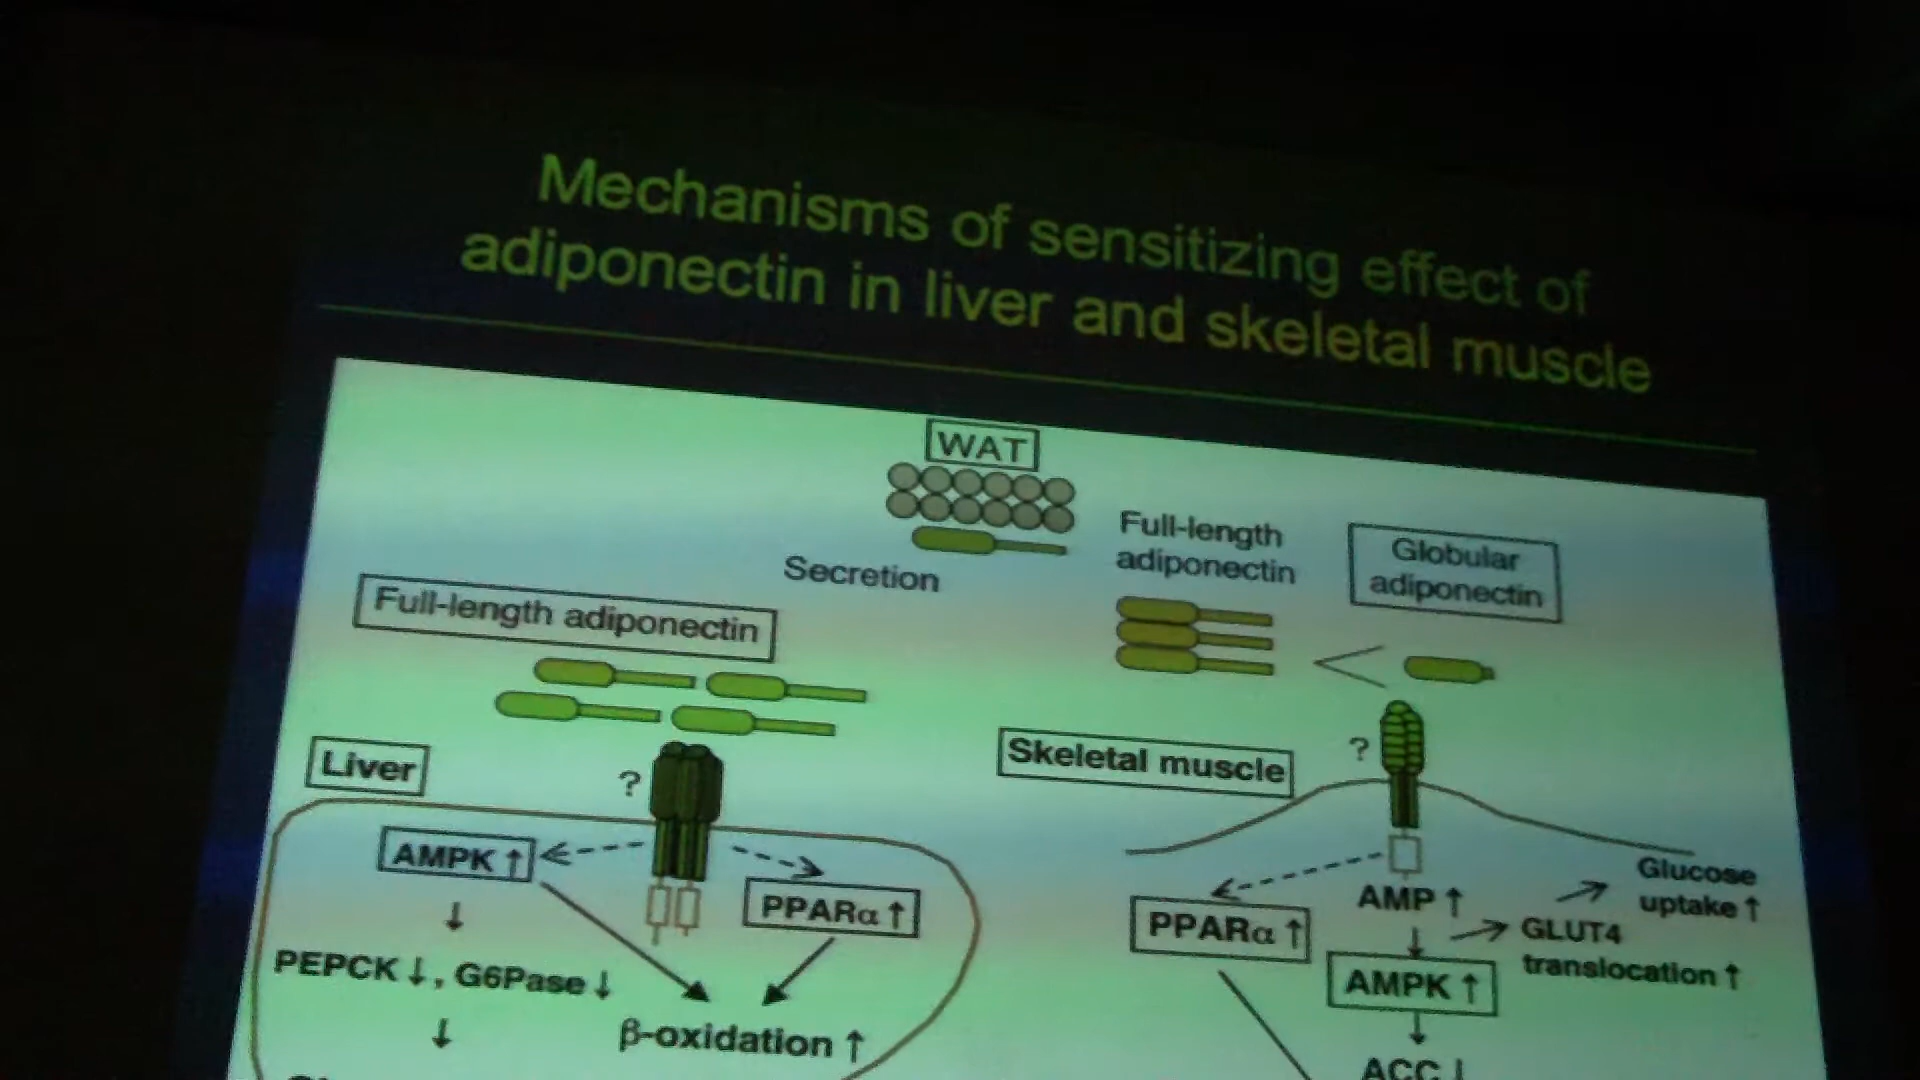 Mechanisms of sensitizing effect of
adiponectin in liver and skeletal muscle
WAT
Secretion
Full-length
adiponectin
Globular
adiponectin
Full-length adiponectin
Liver
?
AMPK ↑
PPARα ↑
↓
PEPCK ↓, G6Pase ↓
↓
β-oxidation ↑
Skeletal muscle
?
PPARα ↑
AMP ↑
Glucose
uptake ↑
GLUT4
translocation ↑
AMPK ↑
ACC ↓